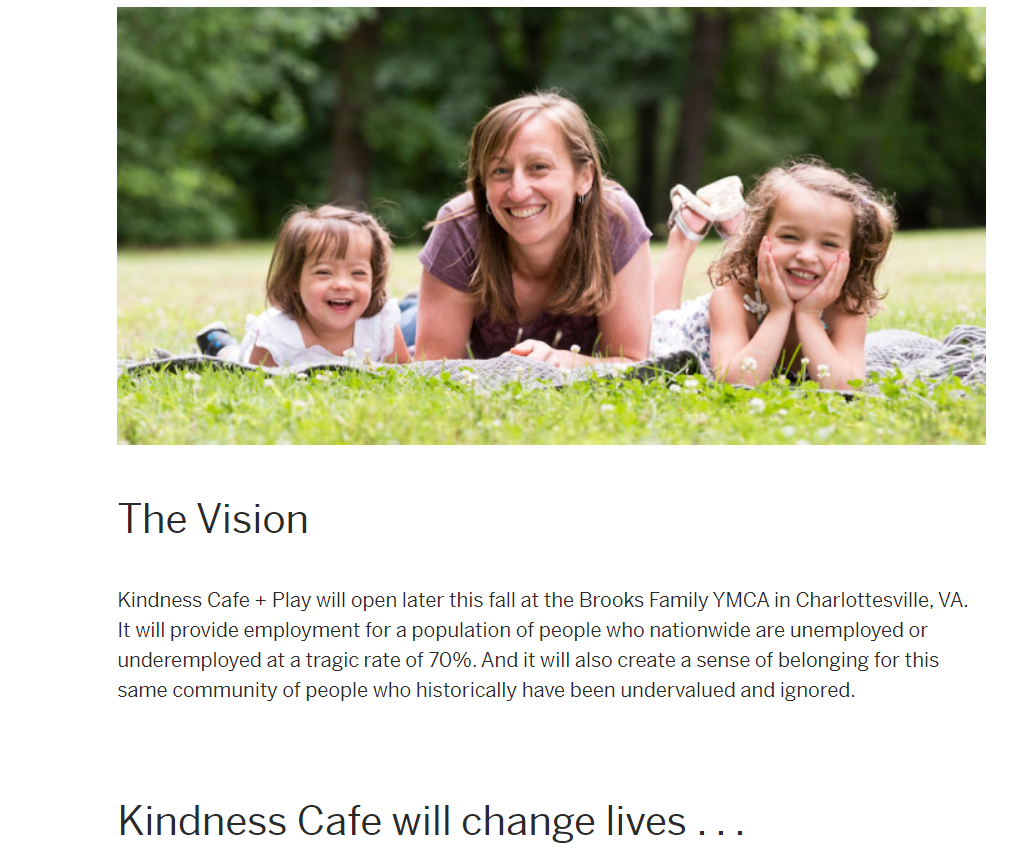 The Vision
Kindness Cafe + Play will open later this fall at the Brooks Family YMCA in Charlottesville, VA.
It will provide employment for a population of people who nationwide are unemployed or
underemployed at a tragic rate of 70%. And it will also create a sense of belonging for this
same community of people who historically have been undervalued and ignored.
Kindness Cafe will change lives . . .